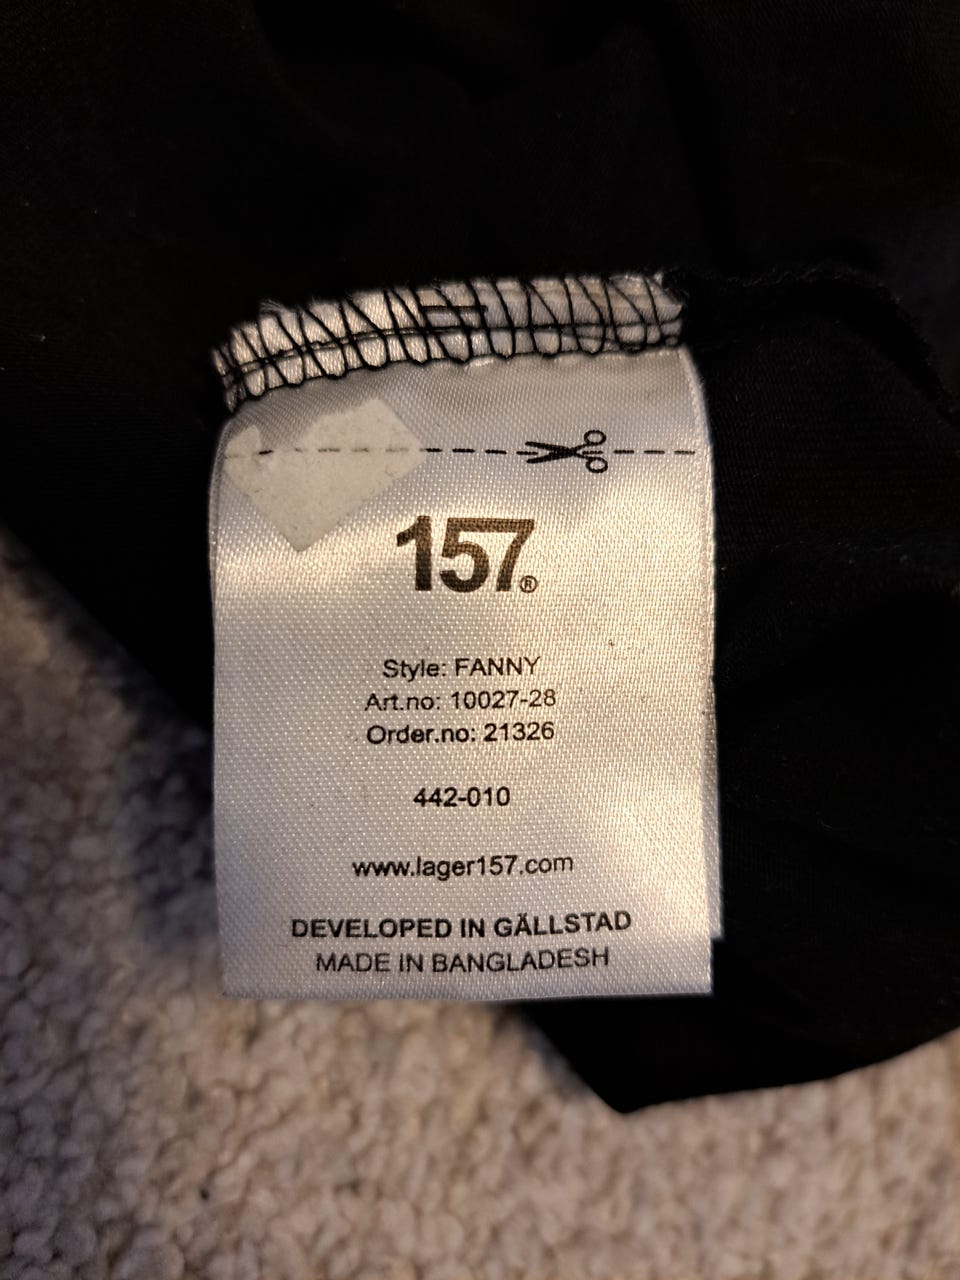 157®
Style: FANNY
Art.no: 10027-28
Order.no: 21326
442-010
www.lager157.com
DEVELOPED IN GÄLLSTAD
MADE IN BANGLADESH